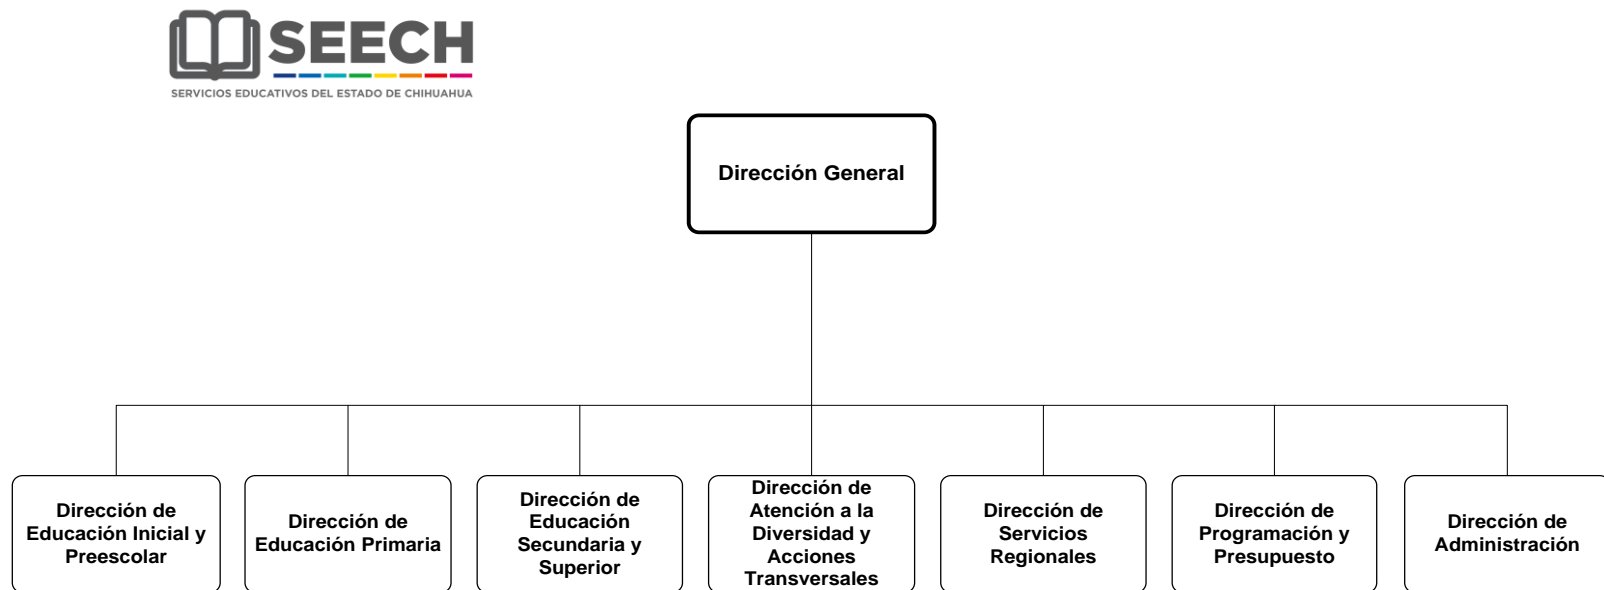 SEECH
SERVICIOS EDUCATIVOS DEL ESTADO DE CHIHUAHUA
Dirección General
Dirección de
Educación Inicial y
Preescolar
Dirección de
Educación Primaria
Dirección de
Educación
Secundaria y
Superior
Dirección de
Atención a la
Diversidad y
Acciones
Transversales
Dirección de
Servicios
Regionales
Dirección de
Programación y
Presupuesto
Dirección de
Administración